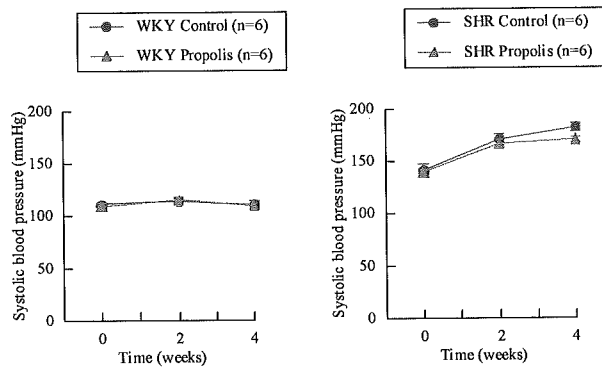 WKY Control (n=6)
WKY Propolis (n=6)
Systolic blood pressure (mmHg)
200
150
100
50
0
0
2
4
Time (weeks)
SHR Control (n=6)
SHR Propolis (n=6)
Systolic blood pressure (mmHg)
200
150
100
50
0
0
2
4
Time (weeks)